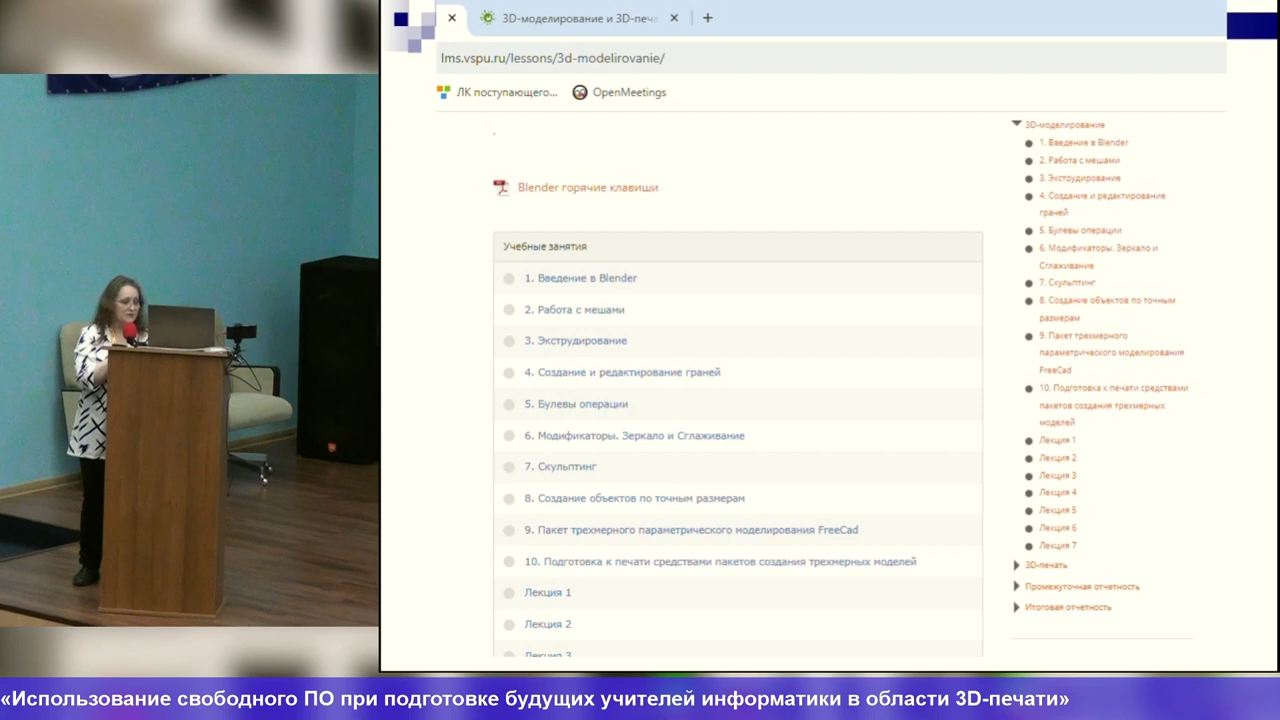 3D-моделирование и 3D-печ
lms.vspu.ru/lessons/3d-modelirovanie/
ЛК поступающего...
OpenMeetings
Blender горячие клавиши
Учебные занятия
1. Введение в Blender
2. Работа с мешами
3. Экструдирование
4. Создание и редактирование граней
5. Булевы операции
6. Модификаторы. Зеркало и Сглаживание
7. Скульптинг
8. Создание объектов по точным размерам
9. Пакет трехмерного параметрического моделирования FreeCad
10. Подготовка к печати средствами пакетов создания трехмерных моделей
Лекция 1
Лекция 2
Лекция 3
3D-моделирование
1. Введение в Blender
2. Работа с мешами
3. Экструдирование
4. Создание и редактирование
граней
5. Булевы операции
6. Модификаторы. Зеркало и
Сглаживание
7. Скульптинг
8. Создание объектов по точным
размерам
9. Пакет трехмерного
параметрического моделирования
FreeCad
10. Подготовка к печати средствами
пакетов создания трехмерных
моделей
Лекция 1
Лекция 2
Лекция 3
Лекция 4
Лекция 5
Лекция 6
Лекция 7
3D-печать
Промежуточная отчетность
Итоговая отчетность
«Использование свободного ПО при подготовке будущих учителей информатики в области 3D-печати»